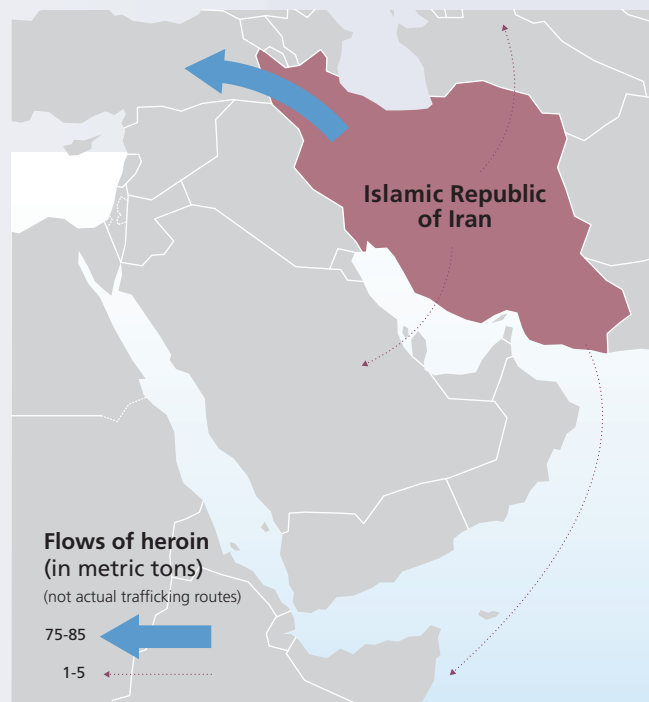 Islamic Republic
of Iran
Flows of heroin
(in metric tons)
(not actual trafficking routes)
75-85
1-5